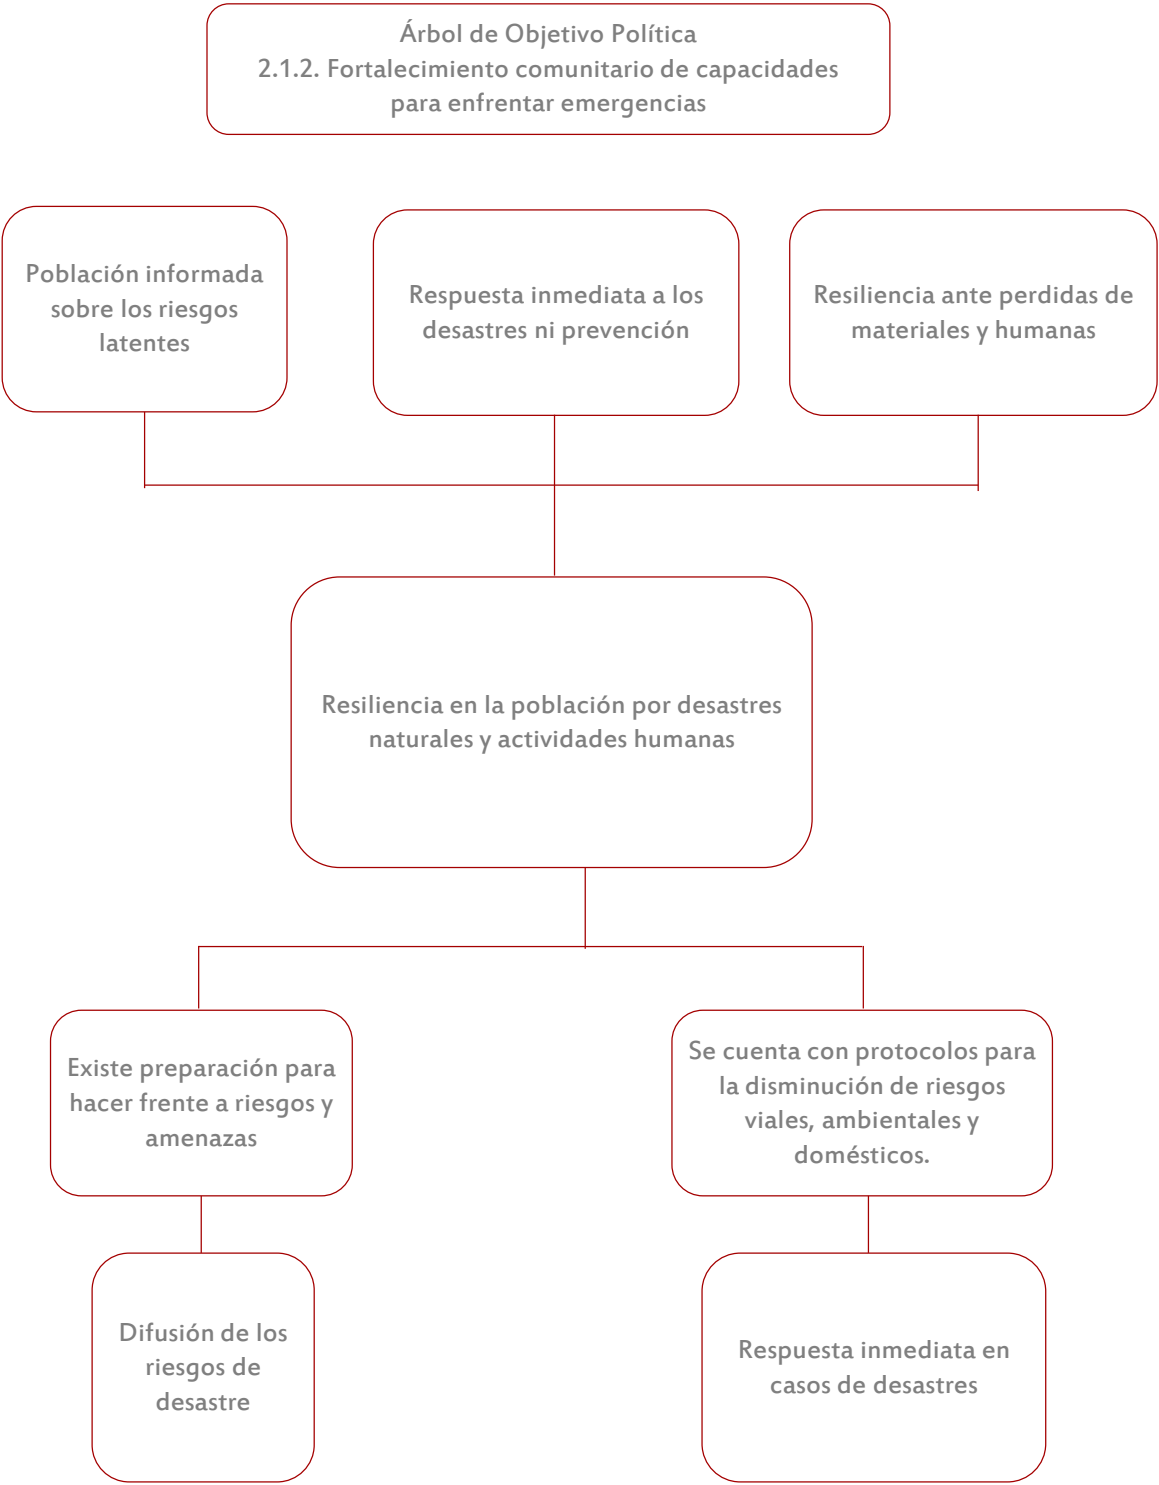 Árbol de Objetivo Política
2.1.2. Fortalecimiento comunitario de capacidades
para enfrentar emergencias
Población informada
sobre los riesgos
latentes
Respuesta inmediata a los
desastres ni prevención
Resiliencia ante perdidas de
materiales y humanas
Resiliencia en la población por desastres
naturales y actividades humanas
Existe preparación para
hacer frente a riesgos y
amenazas
Se cuenta con protocolos para
la disminución de riesgos
viales, ambientales y
domésticos.
Difusión de los
riesgos de
desastre
Respuesta inmediata en
casos de desastres